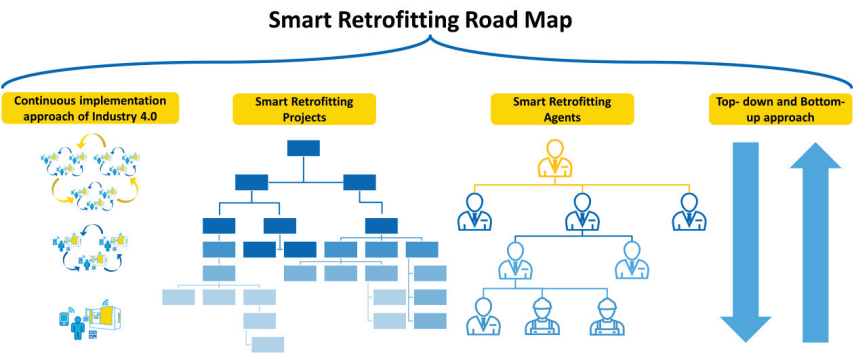 Smart Retrofitting Road Map
Continuous implementation
approach of Industry 4.0
Smart Retrofitting
Projects
Smart Retrofitting
Agents
Top- down and Bottom-
up approach